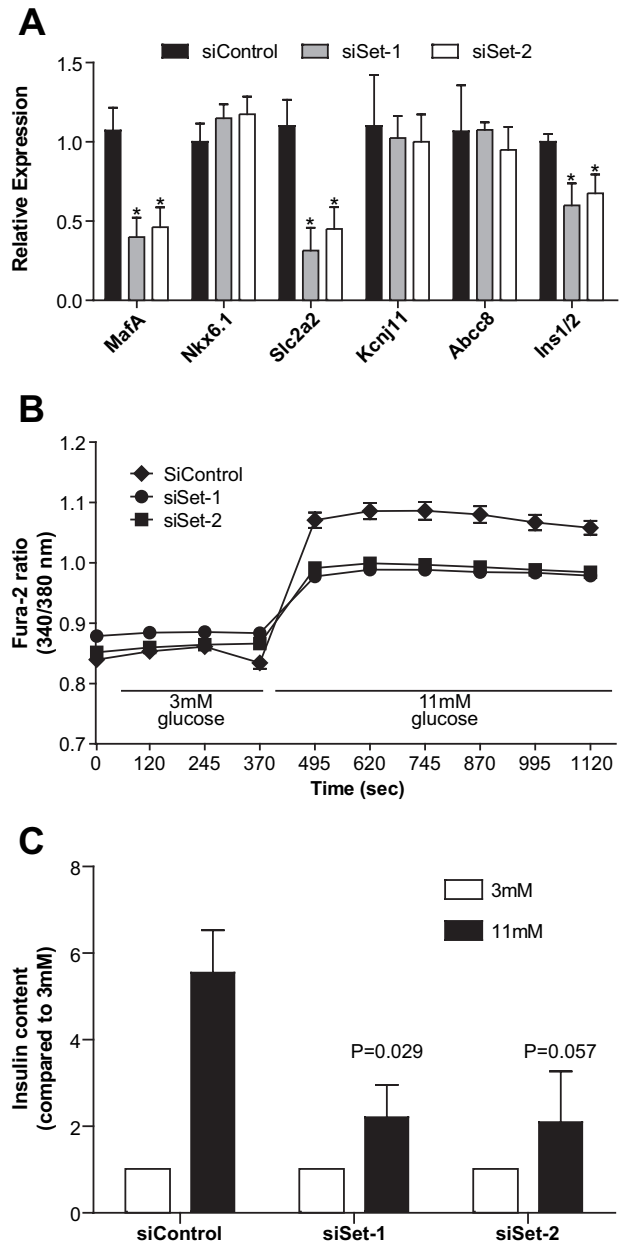 A
siControl siSet-1 siSet-2
Relative Expression
1.5
1.0
0.5
0.0
* * * * * *
MafA Nkx6.1 Slc2a2 Kcnj11 Abcc8 Ins1/2
B
Fura-2 ratio
(340/380 nm)
1.2
1.1
1.0
0.9
0.8
0.7
SiControl
siSet-1
siSet-2
3mM
glucose
11mM
glucose
0 120 245 370 495 620 745 870 995 1120
Time (sec)
C
Insulin content
(compared to 3mM)
8
6
4
2
0
3mM
11mM
P=0.029 P=0.057
siControl siSet-1 siSet-2